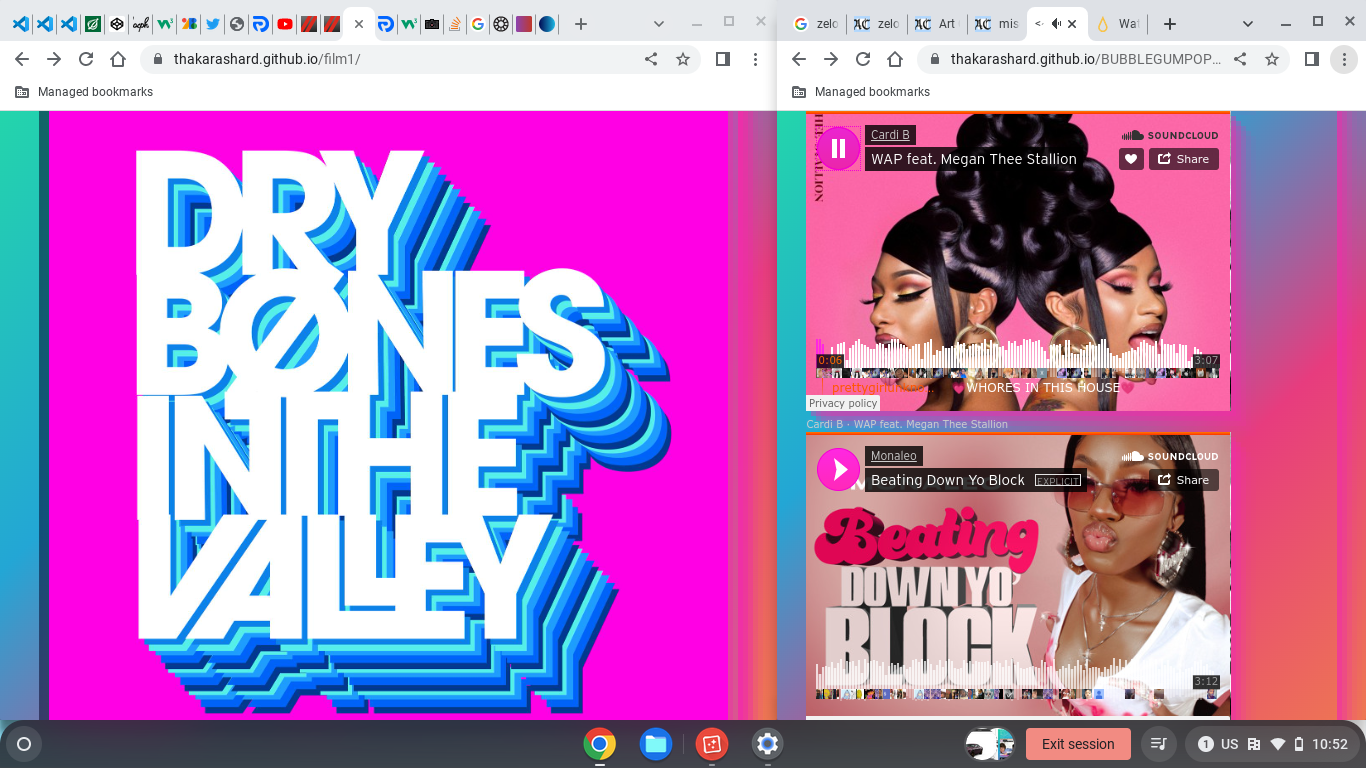 zelo
zelo
Art
mis
<·
Wat
thakarashard.github.io/film1/
thakarashard.github.io/BUBBLEGUMPOP...
Managed bookmarks
Managed bookmarks
DRY
BØNES
IN THE
VALLEY
Cardi B
WAP feat. Megan Thee Stallion
SOUNDCLOUD
Share
0:06
3:07
💗WHORES IN THIS HOUSE💗
Privacy policy
Cardi B · WAP feat. Megan Thee Stallion
Monaleo
Beating Down Yo Block EXPLICIT
SOUNDCLOUD
Share
Beating
DOWN YO'
BLOCK
3:12
Exit session
1 US 10:52